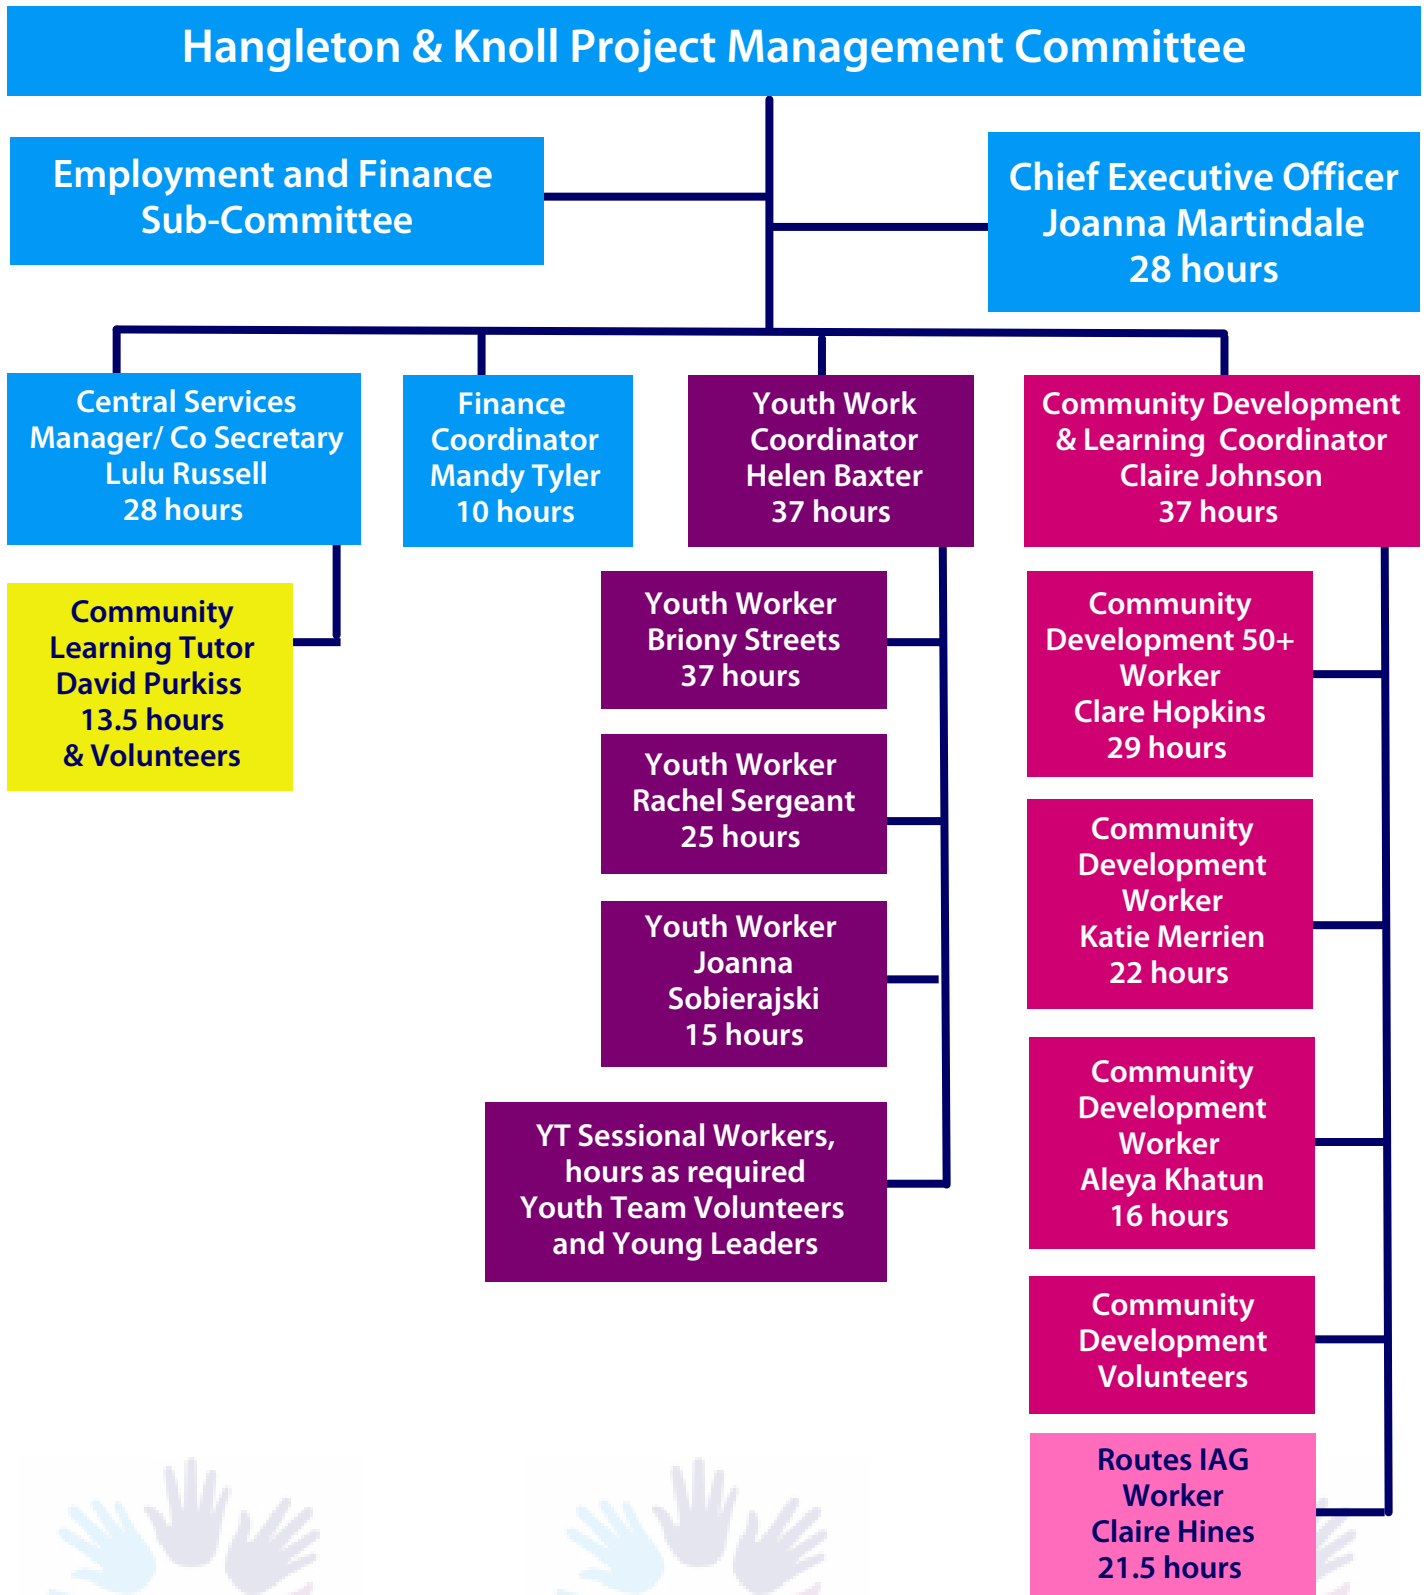 Hangleton & Knoll Project Management Committee
Employment and Finance
Sub-Committee
Chief Executive Officer
Joanna Martindale
28 hours
Central Services
Manager/ Co Secretary
Lulu Russell
28 hours
Finance
Coordinator
Mandy Tyler
10 hours
Youth Work
Coordinator
Helen Baxter
37 hours
Community Development
& Learning Coordinator
Claire Johnson
37 hours
Community
Learning Tutor
David Purkiss
13.5 hours
& Volunteers
Youth Worker
Briony Streets
37 hours
Youth Worker
Rachel Sergeant
25 hours
Youth Worker
Joanna
Sobierajski
15 hours
YT Sessional Workers,
hours as required
Youth Team Volunteers
and Young Leaders
Community
Development 50+
Worker
Clare Hopkins
29 hours
Community
Development
Worker
Katie Merrien
22 hours
Community
Development
Worker
Aleya Khatun
16 hours
Community
Development
Volunteers
Routes IAG
Worker
Claire Hines
21.5 hours